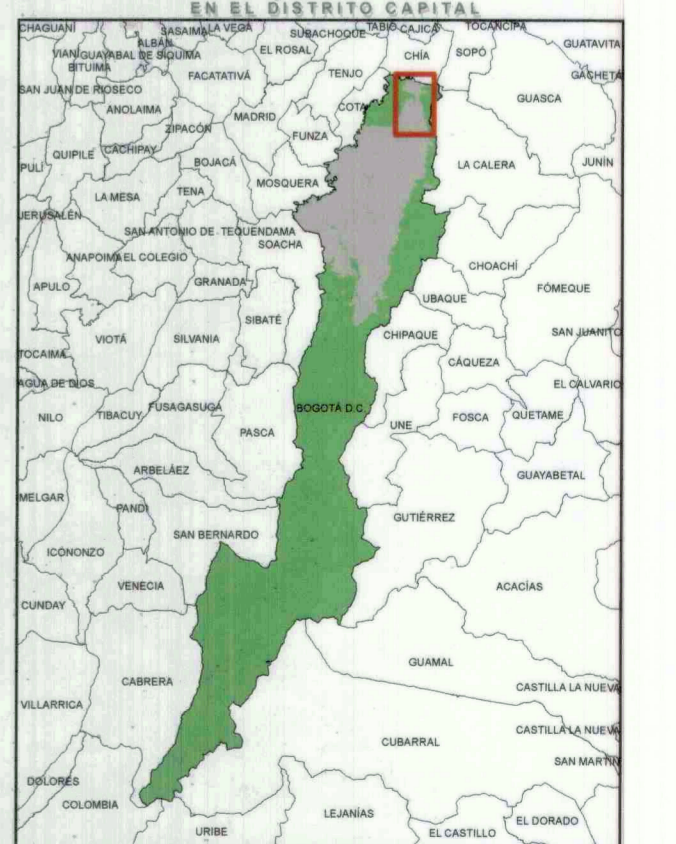 EN EL DISTRITO CAPITAL
CHAGUANÍ
SASAIMA
LA VEGA
SUBACHOQUE
TABIO
CAJICÁ
TOCANCIPÁ
ALBÁN
EL ROSAL
CHÍA
SOPÓ
GUATAVITA
VIANÍ
GUAYABAL DE SÍQUIMA
BITUIMA
FACATATIVÁ
TENJO
GACHETÁ
SAN JUAN DE RIOSECO
ANOLAIMA
MADRID
COTA
GUASCA
ZIPACÓN
FUNZA
QUIPILE
CACHIPAY
BOJACÁ
LA CALERA
JUNÍN
PULÍ
MOSQUERA
LA MESA
TENA
JERUSALÉN
SAN ANTONIO DE TEQUENDAMA
SOACHA
ANAPOIMA
EL COLEGIO
CHOACHÍ
APULO
GRANADA
UBAQUE
FÓMEQUE
SIBATÉ
VIOTÁ
SILVANIA
CHIPAQUE
SAN JUANITO
TOCAIMA
CÁQUEZA
AGUA DE DIOS
EL CALVARIO
NILO
TIBACUY
FUSAGASUGA
BOGOTÁ D.C.
UNE
FOSCA
QUETAME
PASCA
ARBELÁEZ
GUAYABETAL
MELGAR
PANDI
GUTIÉRREZ
SAN BERNARDO
ICONONZO
VENECIA
ACACÍAS
CUNDAY
GUAMAL
CABRERA
CASTILLA LA NUEVA
VILLARRICA
CASTILLA LA NUEVA
CUBARRAL
SAN MARTIN
DOLORES
COLOMBIA
LEJANÍAS
EL DORADO
URIBE
EL CASTILLO